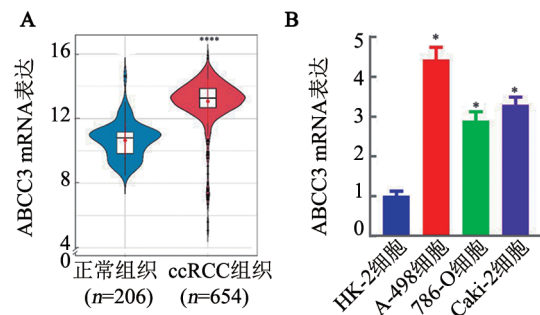 A
ABCC3 mRNA表达
16
12
8
4
0
****
正常组织
(n=206)
ccRCC组织
(n=654)
B
ABCC3 mRNA表达
5
4
3
2
1
0
*
*
*
HK-2细胞
A-498细胞
786-O细胞
Caki-2细胞